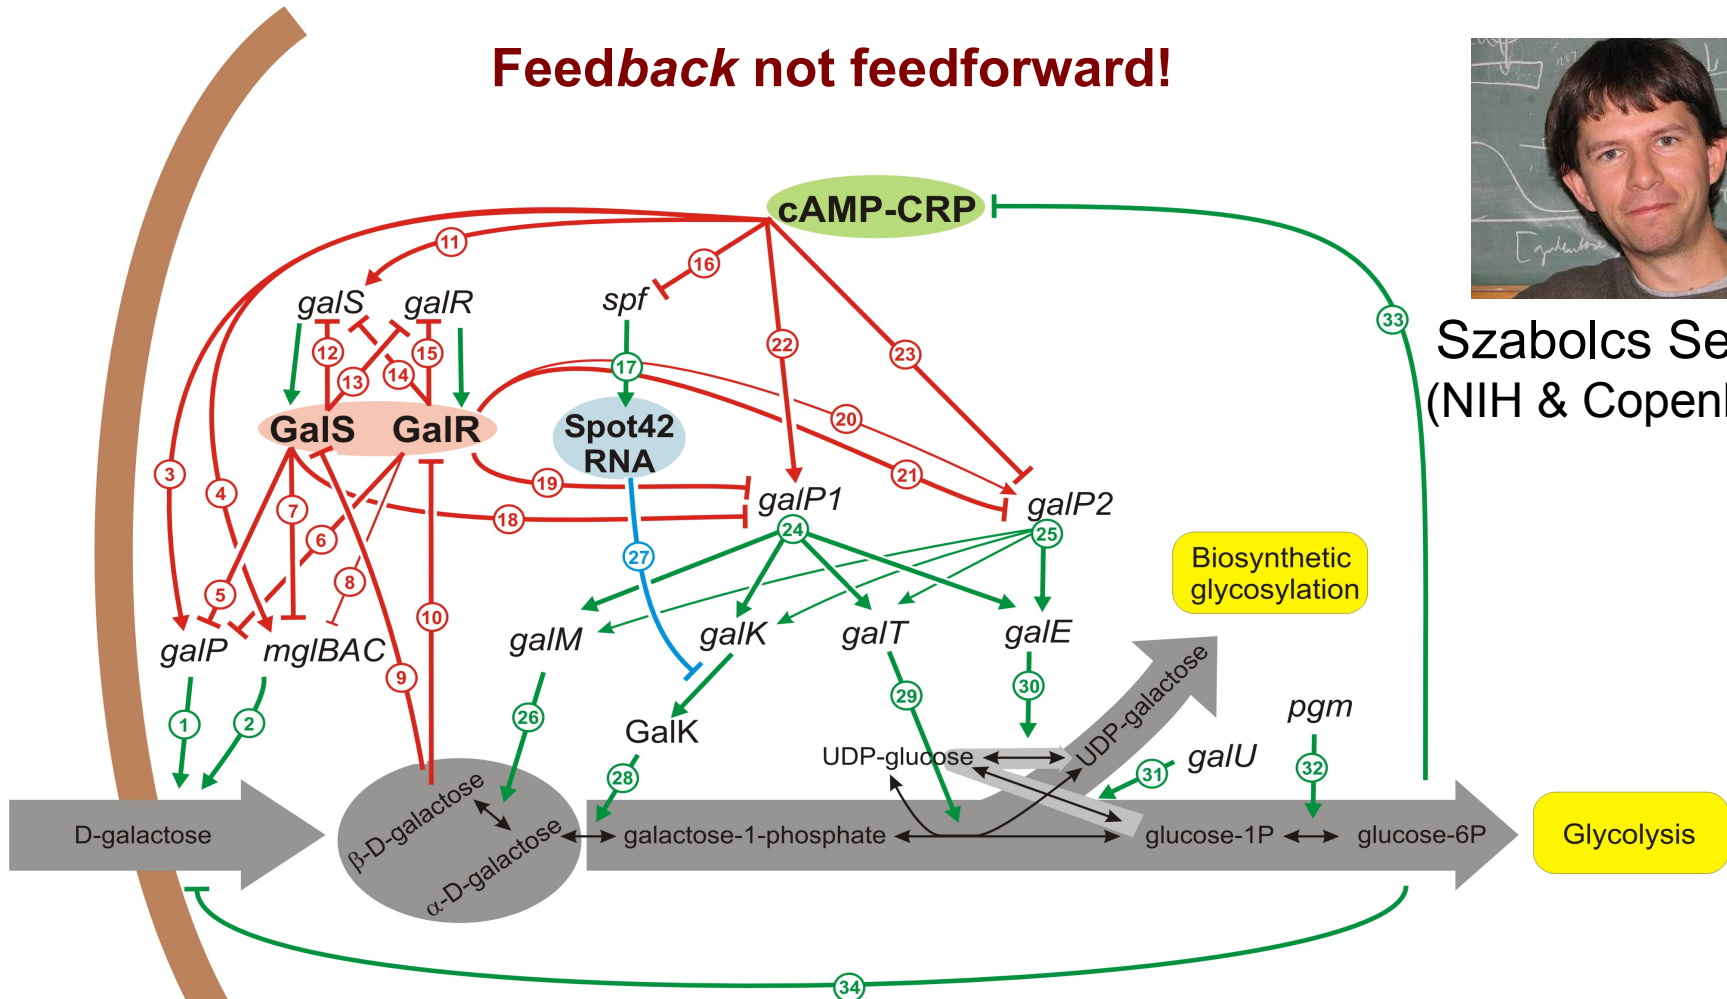 Feedback not feedforward!
cAMP-CRP
11
16
galS
galR
spf
33
Szabolcs Se
(NIH & Copenl
12
15
13
14
17
22
23
20
GalS
GalR
Spot42
RNA
3
4
7
19
21
18
galP1
galP2
24
25
6
27
8
5
10
Biosynthetic
glycosylation
galP
mglBAC
9
galM
galK
galT
galE
1
2
26
29
30
pgm
GalK
28
UDP-glucose
UDP-galactose
galU
31
32
D-galactose
β-D-galactose
α-D-galactose
galactose-1-phosphate
glucose-1P
glucose-6P
Glycolysis
34